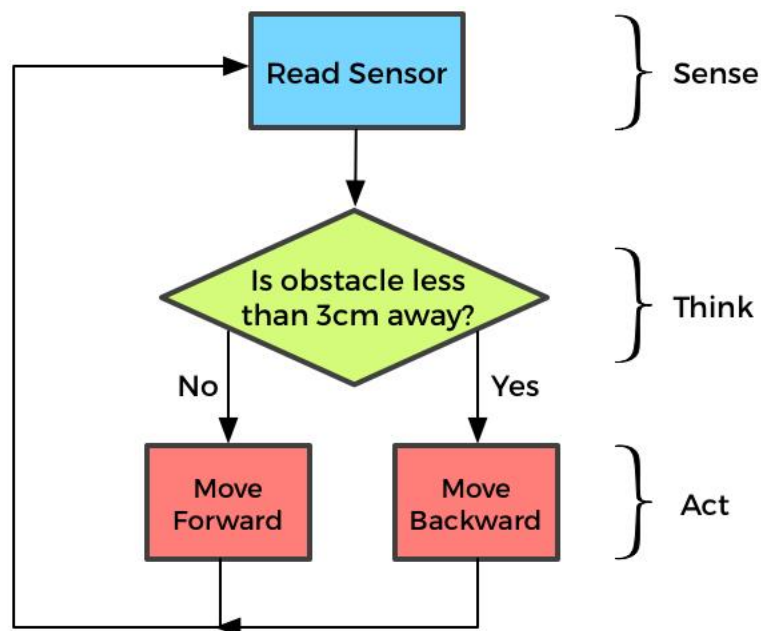 Read Sensor
Sense
Is obstacle less
than 3cm away?
Think
No
Yes
Move
Forward
Move
Backward
Act